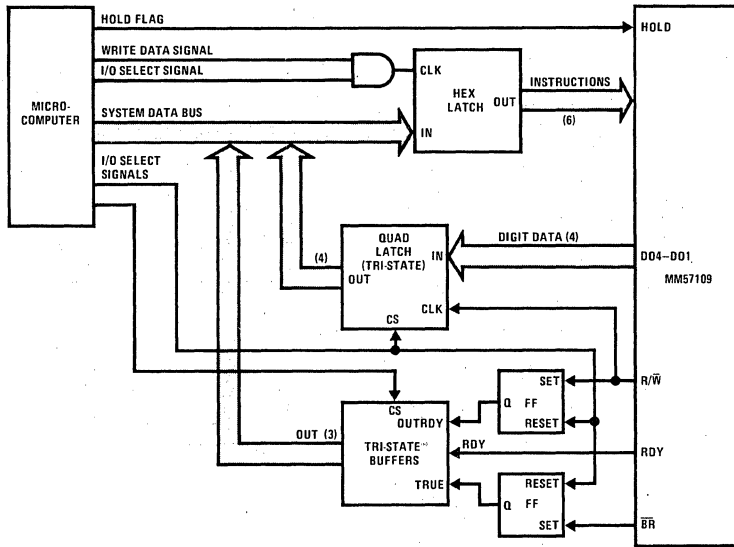 HOLD FLAG
HOLD
WRITE DATA SIGNAL
I/O SELECT SIGNAL
CLK
HEX
LATCH
OUT
IN
INSTRUCTIONS
(6)
MICRO-
COMPUTER
SYSTEM DATA BUS
I/O SELECT
SIGNALS
(4)
QUAD
LATCH
(TRI-STATE)
IN
OUT
CLK
CS
DIGIT DATA (4)
DO4–DO1
MM57109
SET
Q FF
RESET
R/W̅
CS
OUTRDY
OUT (3)
TRI-STATE
BUFFERS
TRUE
RDY
RDY
RESET
Q FF
SET
B̅R̅